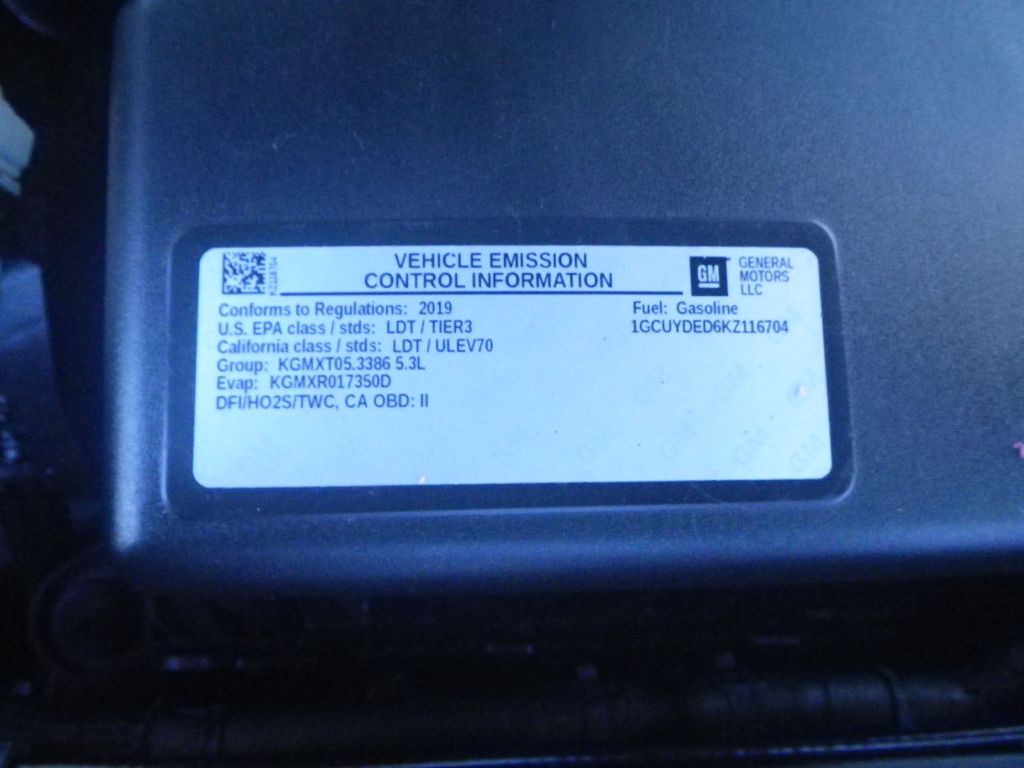 VEHICLE EMISSION
CONTROL INFORMATION
GM
GENERAL
MOTORS
LLC
Conforms to Regulations: 2019
Fuel: Gasoline
U.S. EPA class / stds: LDT / TIER3
1GCUYDED6KZ116704
California class / stds: LDT / ULEV70
Group: KGMXT05.3386 5.3L
Evap: KGMXR017350D
DFI/HO2S/TWC, CA OBD: II